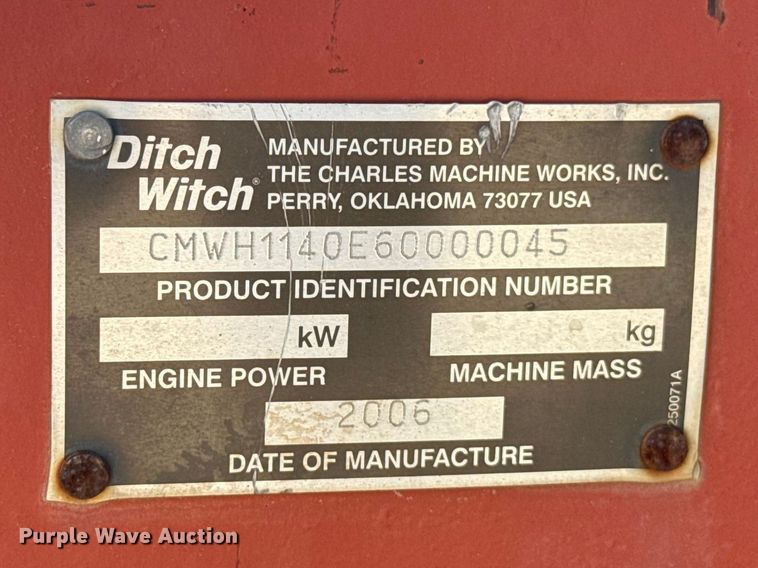 Ditch Witch®
MANUFACTURED BY
THE CHARLES MACHINE WORKS, INC.
PERRY, OKLAHOMA 73077 USA
CMWH1140E60000045
PRODUCT IDENTIFICATION NUMBER
kW
ENGINE POWER
kg
MACHINE MASS
2006
DATE OF MANUFACTURE
250071A
Purple Wave Auction